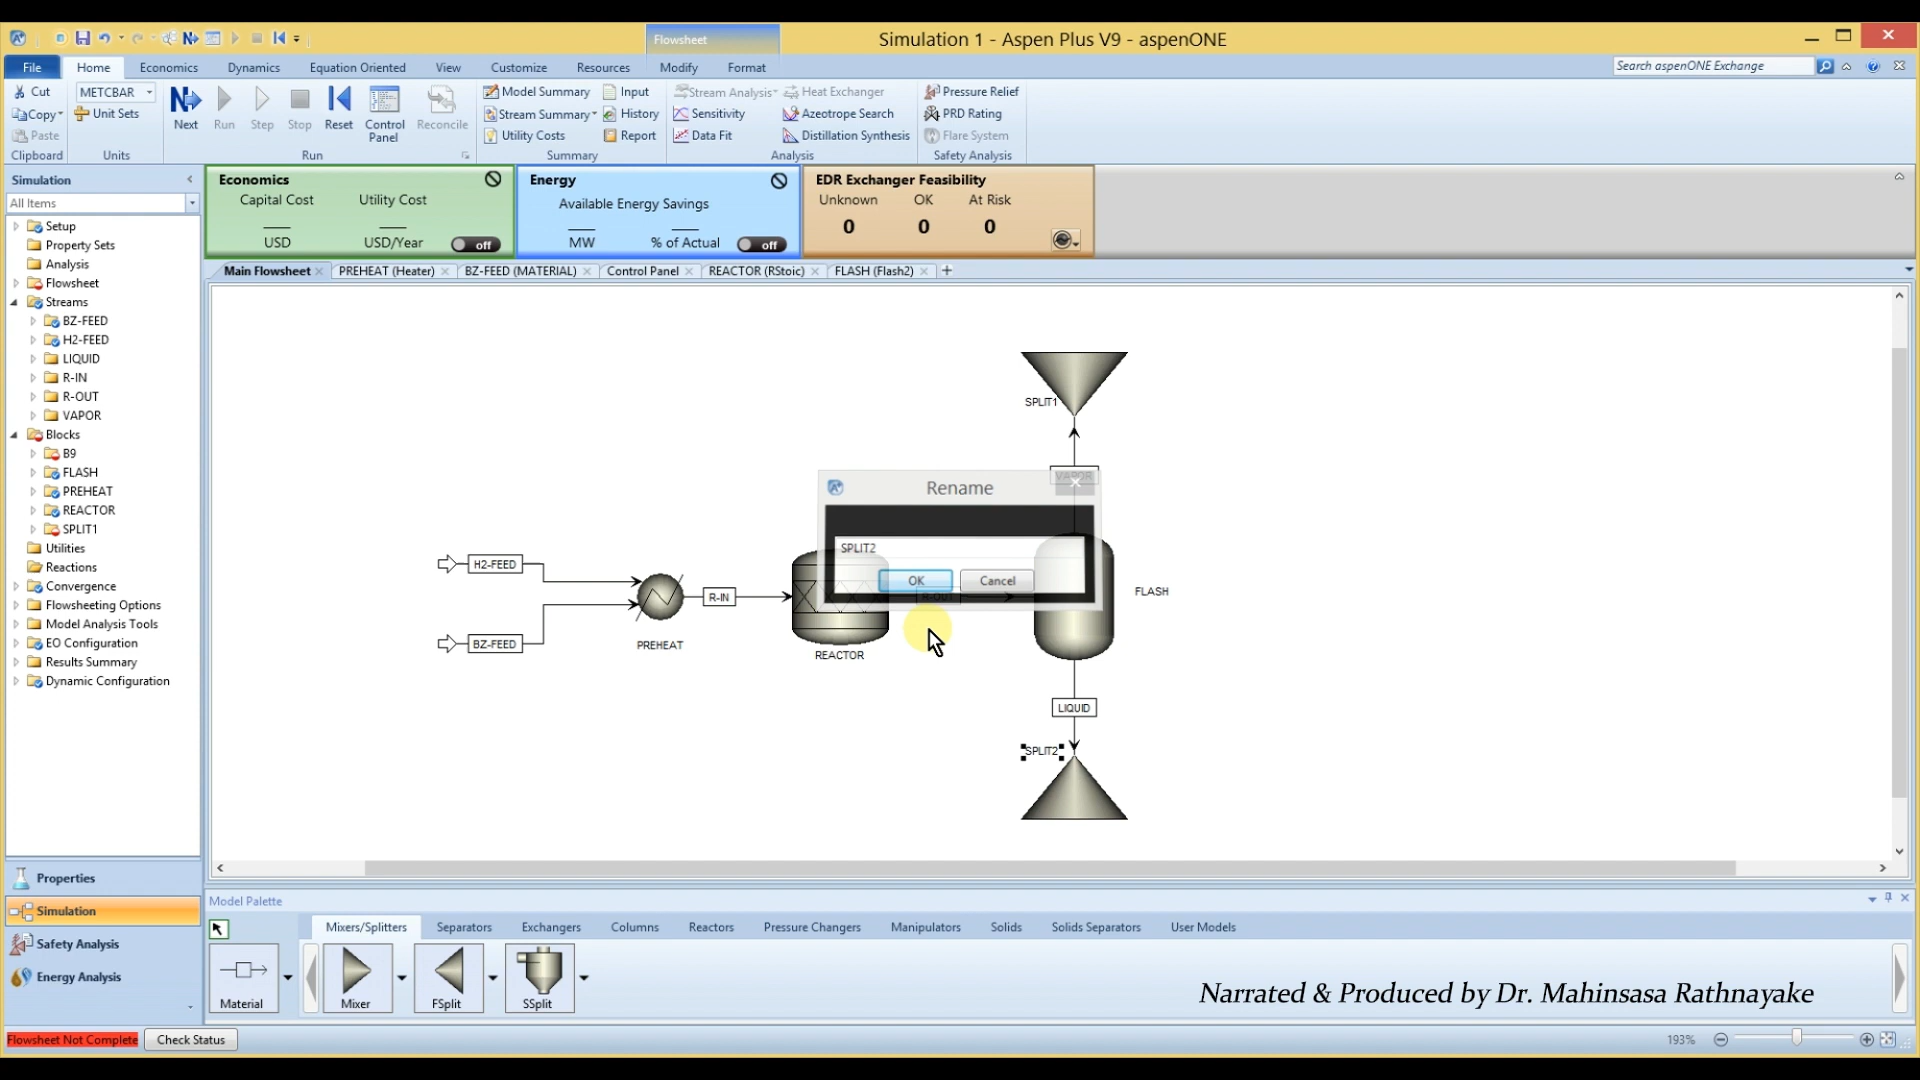 Flowsheet
Simulation 1 - Aspen Plus V9 - aspenONE
File Home Economics Dynamics Equation Oriented View Customize Resources Modify Format Search aspenONE Exchange
Cut METCBAR Model Summary Input Stream Analysis Heat Exchanger Pressure Relief
Copy Unit Sets Stream Summary History Sensitivity Azeotrope Search PRD Rating
Next Run Step Stop Reset Control Panel Reconcile
Paste Utility Costs Report Data Fit Distillation Synthesis Flare System
Clipboard Units Run Summary Analysis Safety Analysis
Simulation
All Items
Economics
Capital Cost Utility Cost
USD USD/Year off
Energy
Available Energy Savings
MW % of Actual off
EDR Exchanger Feasibility
Unknown OK At Risk
0 0 0
Main Flowsheet PREHEAT (Heater) BZ-FEED (MATERIAL) Control Panel REACTOR (RStoic) FLASH (Flash2) +
Setup
Property Sets
Analysis
Flowsheet
Streams
BZ-FEED
H2-FEED
LIQUID
R-IN
R-OUT
VAPOR
Blocks
B9
FLASH
PREHEAT
REACTOR
SPLIT1
Utilities
Reactions
Convergence
Flowsheeting Options
Model Analysis Tools
EO Configuration
Results Summary
Dynamic Configuration
SPLIT1
VAPOR
Rename
SPLIT2
OK Cancel
H2-FEED
R-IN
R-OUT
FLASH
BZ-FEED
PREHEAT
REACTOR
LIQUID
SPLIT2
Properties
Simulation
Safety Analysis
Energy Analysis
Model Palette
Mixers/Splitters Separators Exchangers Columns Reactors Pressure Changers Manipulators Solids Solids Separators User Models
Material Mixer FSplit SSplit
Narrated & Produced by Dr. Mahinsasa Rathnayake
Flowsheet Not Complete Check Status 193%